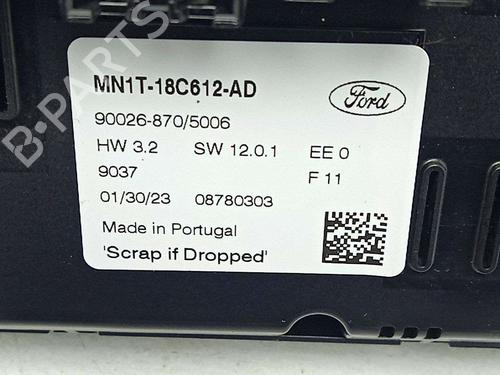 B-PARTS
MN1T-18C612-AD
Ford
90026-870/5006
HW 3.2 SW 12.0.1 EE 0
9037 F 11
01/30/23 08780303
Made in Portugal
'Scrap if Dropped'